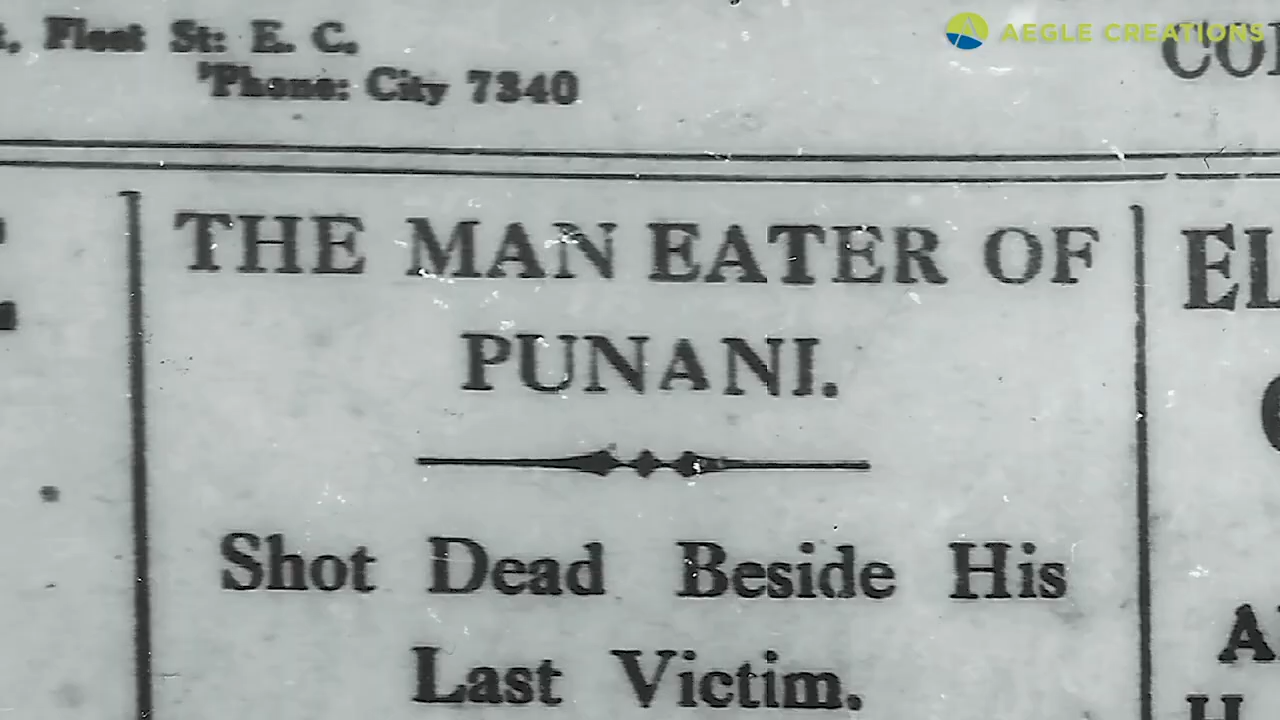 Fleet St: E. C.
'Phone: City 7340
AEGLE CREATIONS
THE MAN EATER OF
PUNANI.
Shot Dead Beside His
Last Victim.